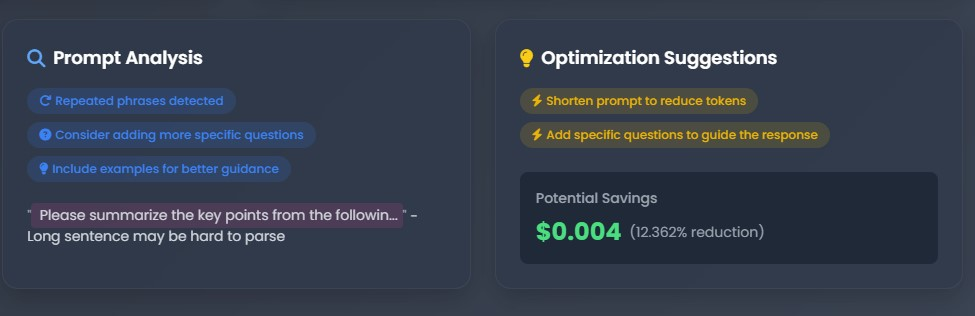 Prompt Analysis
Repeated phrases detected
Consider adding more specific questions
Include examples for better guidance
" Please summarize the key points from the followin... " -
Long sentence may be hard to parse
Optimization Suggestions
Shorten prompt to reduce tokens
Add specific questions to guide the response
Potential Savings
$0.004 (12.362% reduction)